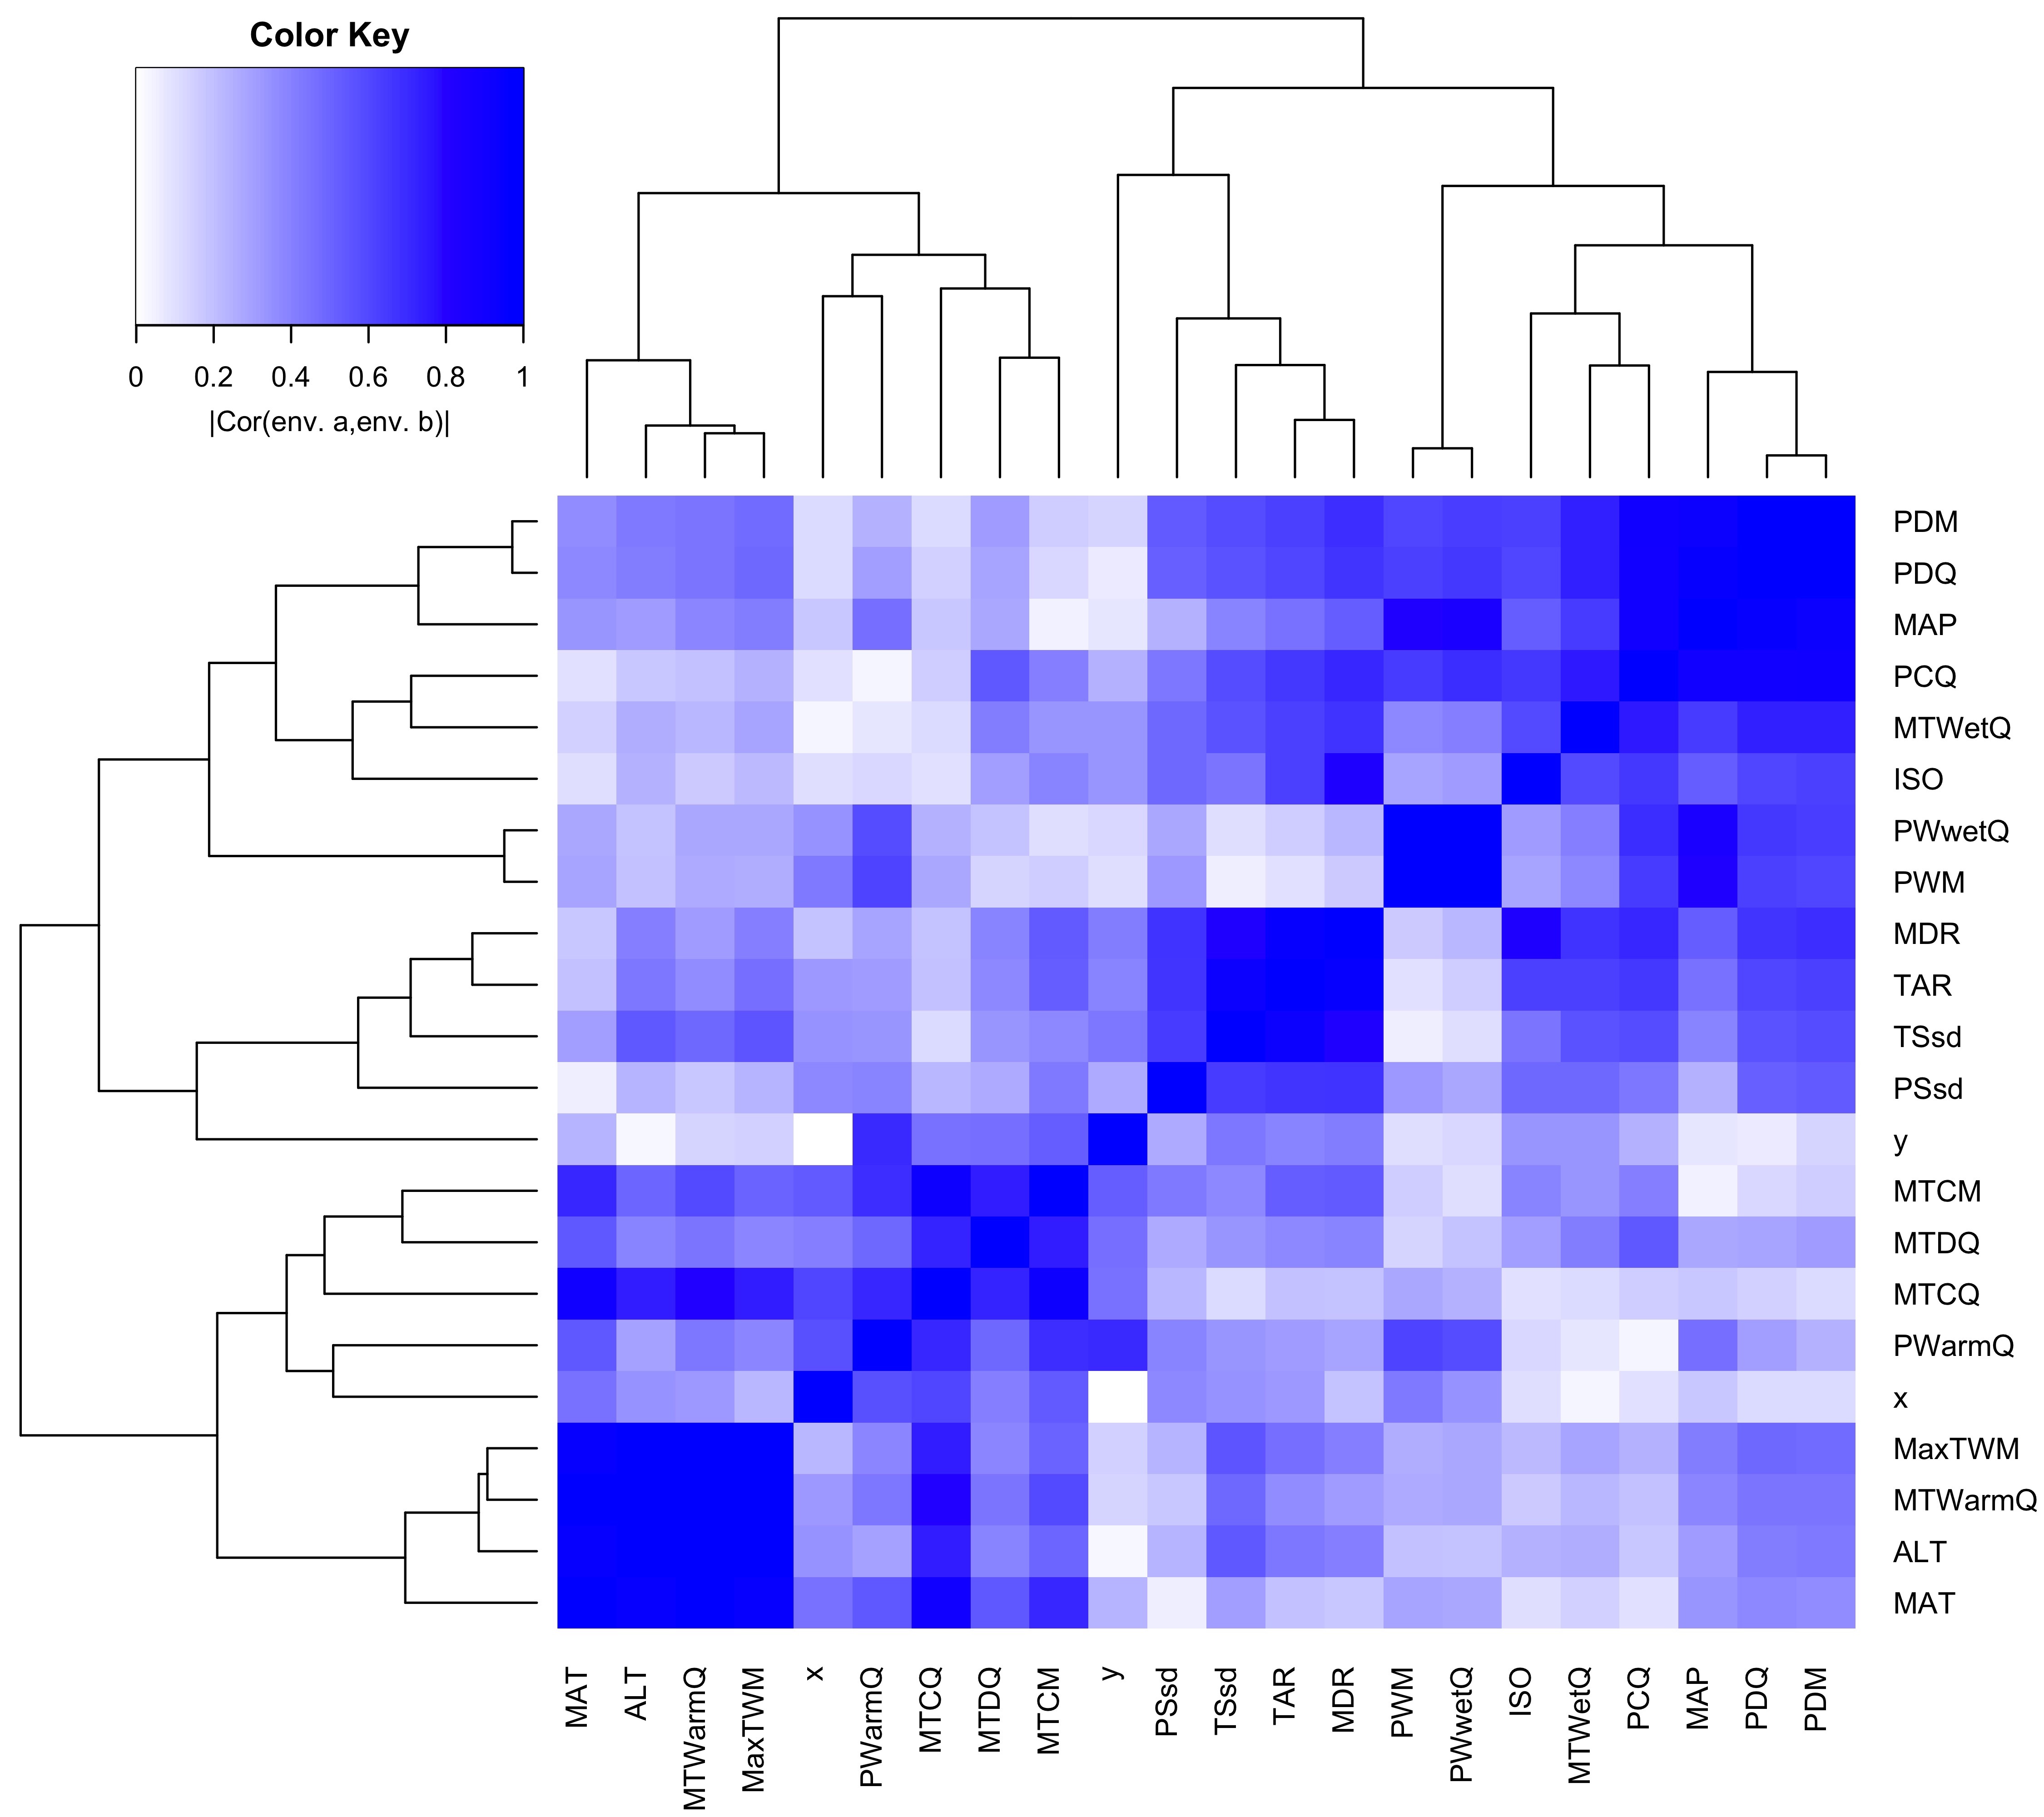 Color Key
0 0.2 0.4 0.6 0.8 1
|Cor(env. a,env. b)|
PDM
PDQ
MAP
PCQ
MTWetQ
ISO
PWwetQ
PWM
MDR
TAR
TSsd
PSsd
y
MTCM
MTDQ
MTCQ
PWarmQ
x
MaxTWM
MTWarmQ
ALT
MAT
MAT
ALT
MTWarmQ
MaxTWM
x
PWarmQ
MTCQ
MTDQ
MTCM
y
PSsd
TSsd
TAR
MDR
PWM
PWwetQ
ISO
MTWetQ
PCQ
MAP
PDQ
PDM